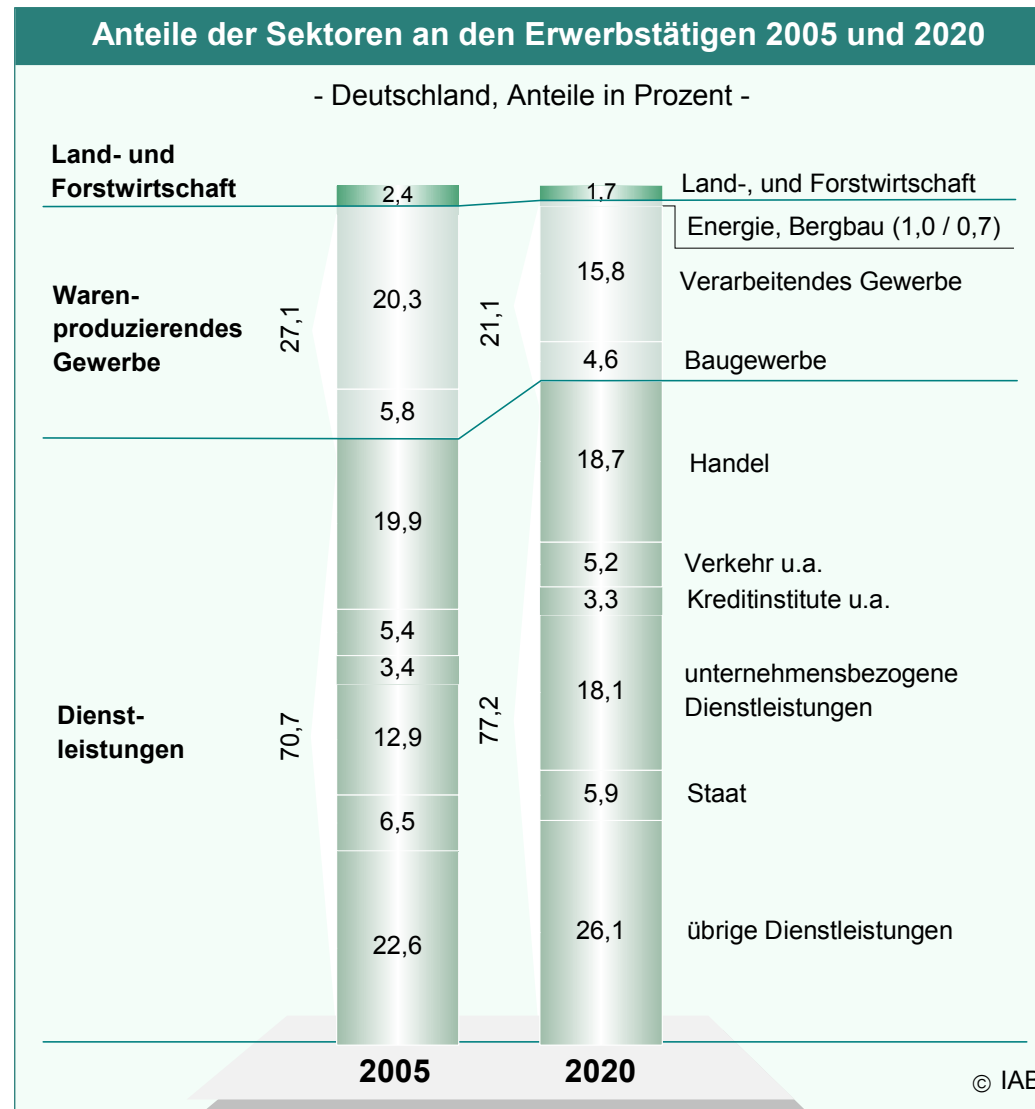 Anteile der Sektoren an den Erwerbstätigen 2005 und 2020
- Deutschland, Anteile in Prozent -
Land- und
Forstwirtschaft
2,4
1,7
Land-, und Forstwirtschaft
Energie, Bergbau (1,0 / 0,7)
Waren-
produzierendes
Gewerbe
27,1
20,3
21,1
15,8
Verarbeitendes Gewerbe
5,8
4,6
Baugewerbe
Dienst-
leistungen
70,7
19,9
5,4
3,4
12,9
6,5
22,6
77,2
18,7
Handel
5,2
Verkehr u.a.
3,3
Kreditinstitute u.a.
18,1
unternehmensbezogene
Dienstleistungen
5,9
Staat
26,1
übrige Dienstleistungen
2005
2020
© IAB